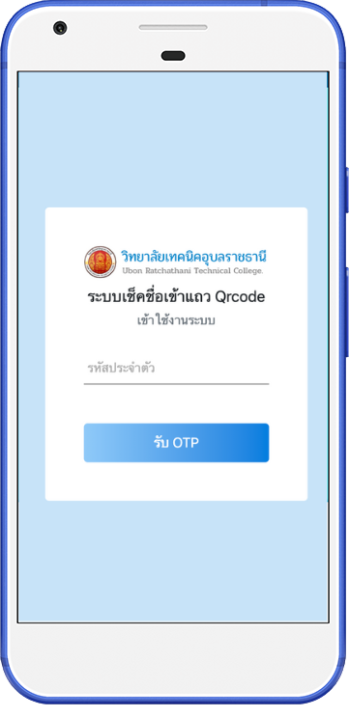 วิทยาลัยเทคนิคอุบลราชธานี
Ubon Ratchathani Technical College.
ระบบเช็คชื่อเข้าแถว Qrcode
เข้าใช้งานระบบ
รหัสประจำตัว
รับ OTP